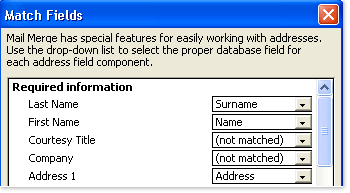 Match Fields
Mail Merge has special features for easily working with addresses.
Use the drop-down list to select the proper database field for
each address field component.
Required information
Last Name Surname
First Name Name
Courtesy Title (not matched)
Company (not matched)
Address 1 Address